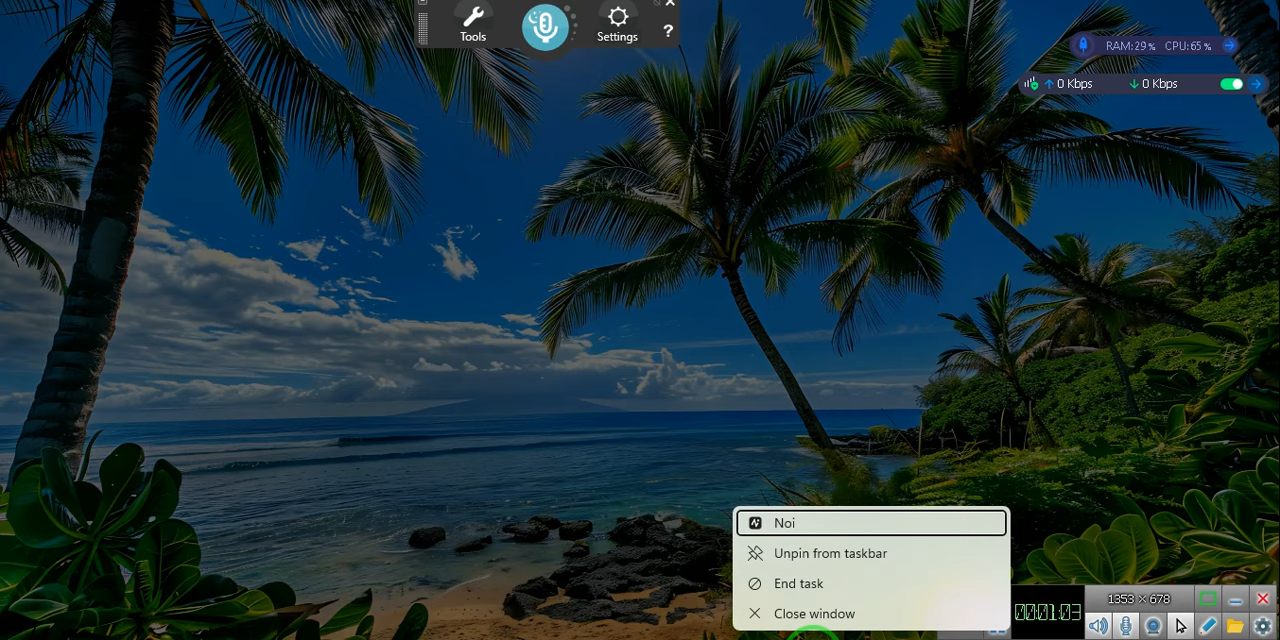 Tools
Settings
?
RAM:29% CPU:65%
0 Kbps 0 Kbps
Noi
Unpin from taskbar
End task
Close window
1353 × 678
00:01:03